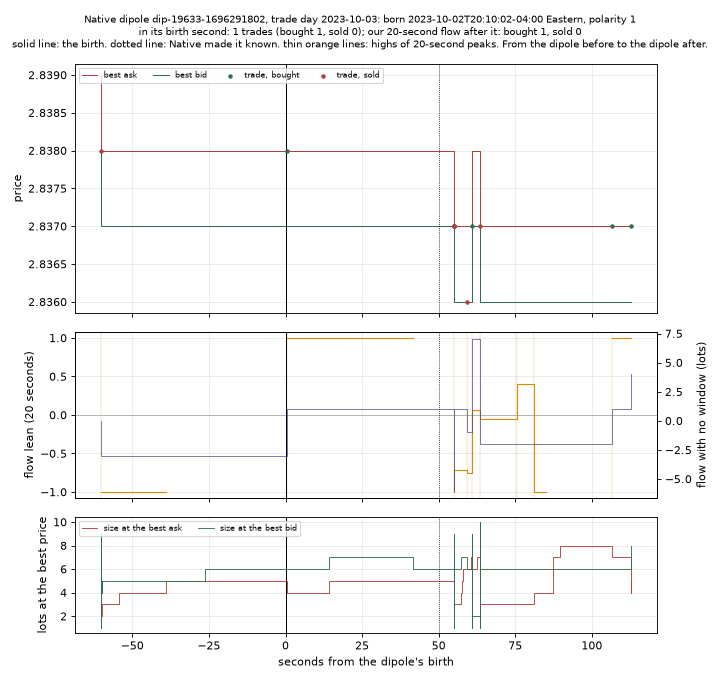 Native dipole dip-19633-1696291802, trade day 2023-10-03: born 2023-10-02T20:10:02-04:00 Eastern, polarity 1
in its birth second: 1 trades (bought 1, sold 0); our 20-second flow after it: bought 1, sold 0
solid line: the birth. dotted line: Native made it known. thin orange lines: highs of 20-second peaks. From the dipole before to the dipole after.
best ask
best bid
trade, bought
trade, sold
price
2.8390
2.8385
2.8380
2.8375
2.8370
2.8365
2.8360
flow lean (20 seconds)
1.0
0.5
0.0
−0.5
−1.0
7.5
5.0
2.5
0.0
−2.5
−5.0
flow with no window (lots)
size at the best ask
size at the best bid
lots at the best price
10
8
6
4
2
−50
−25
0
25
50
75
100
seconds from the dipole's birth